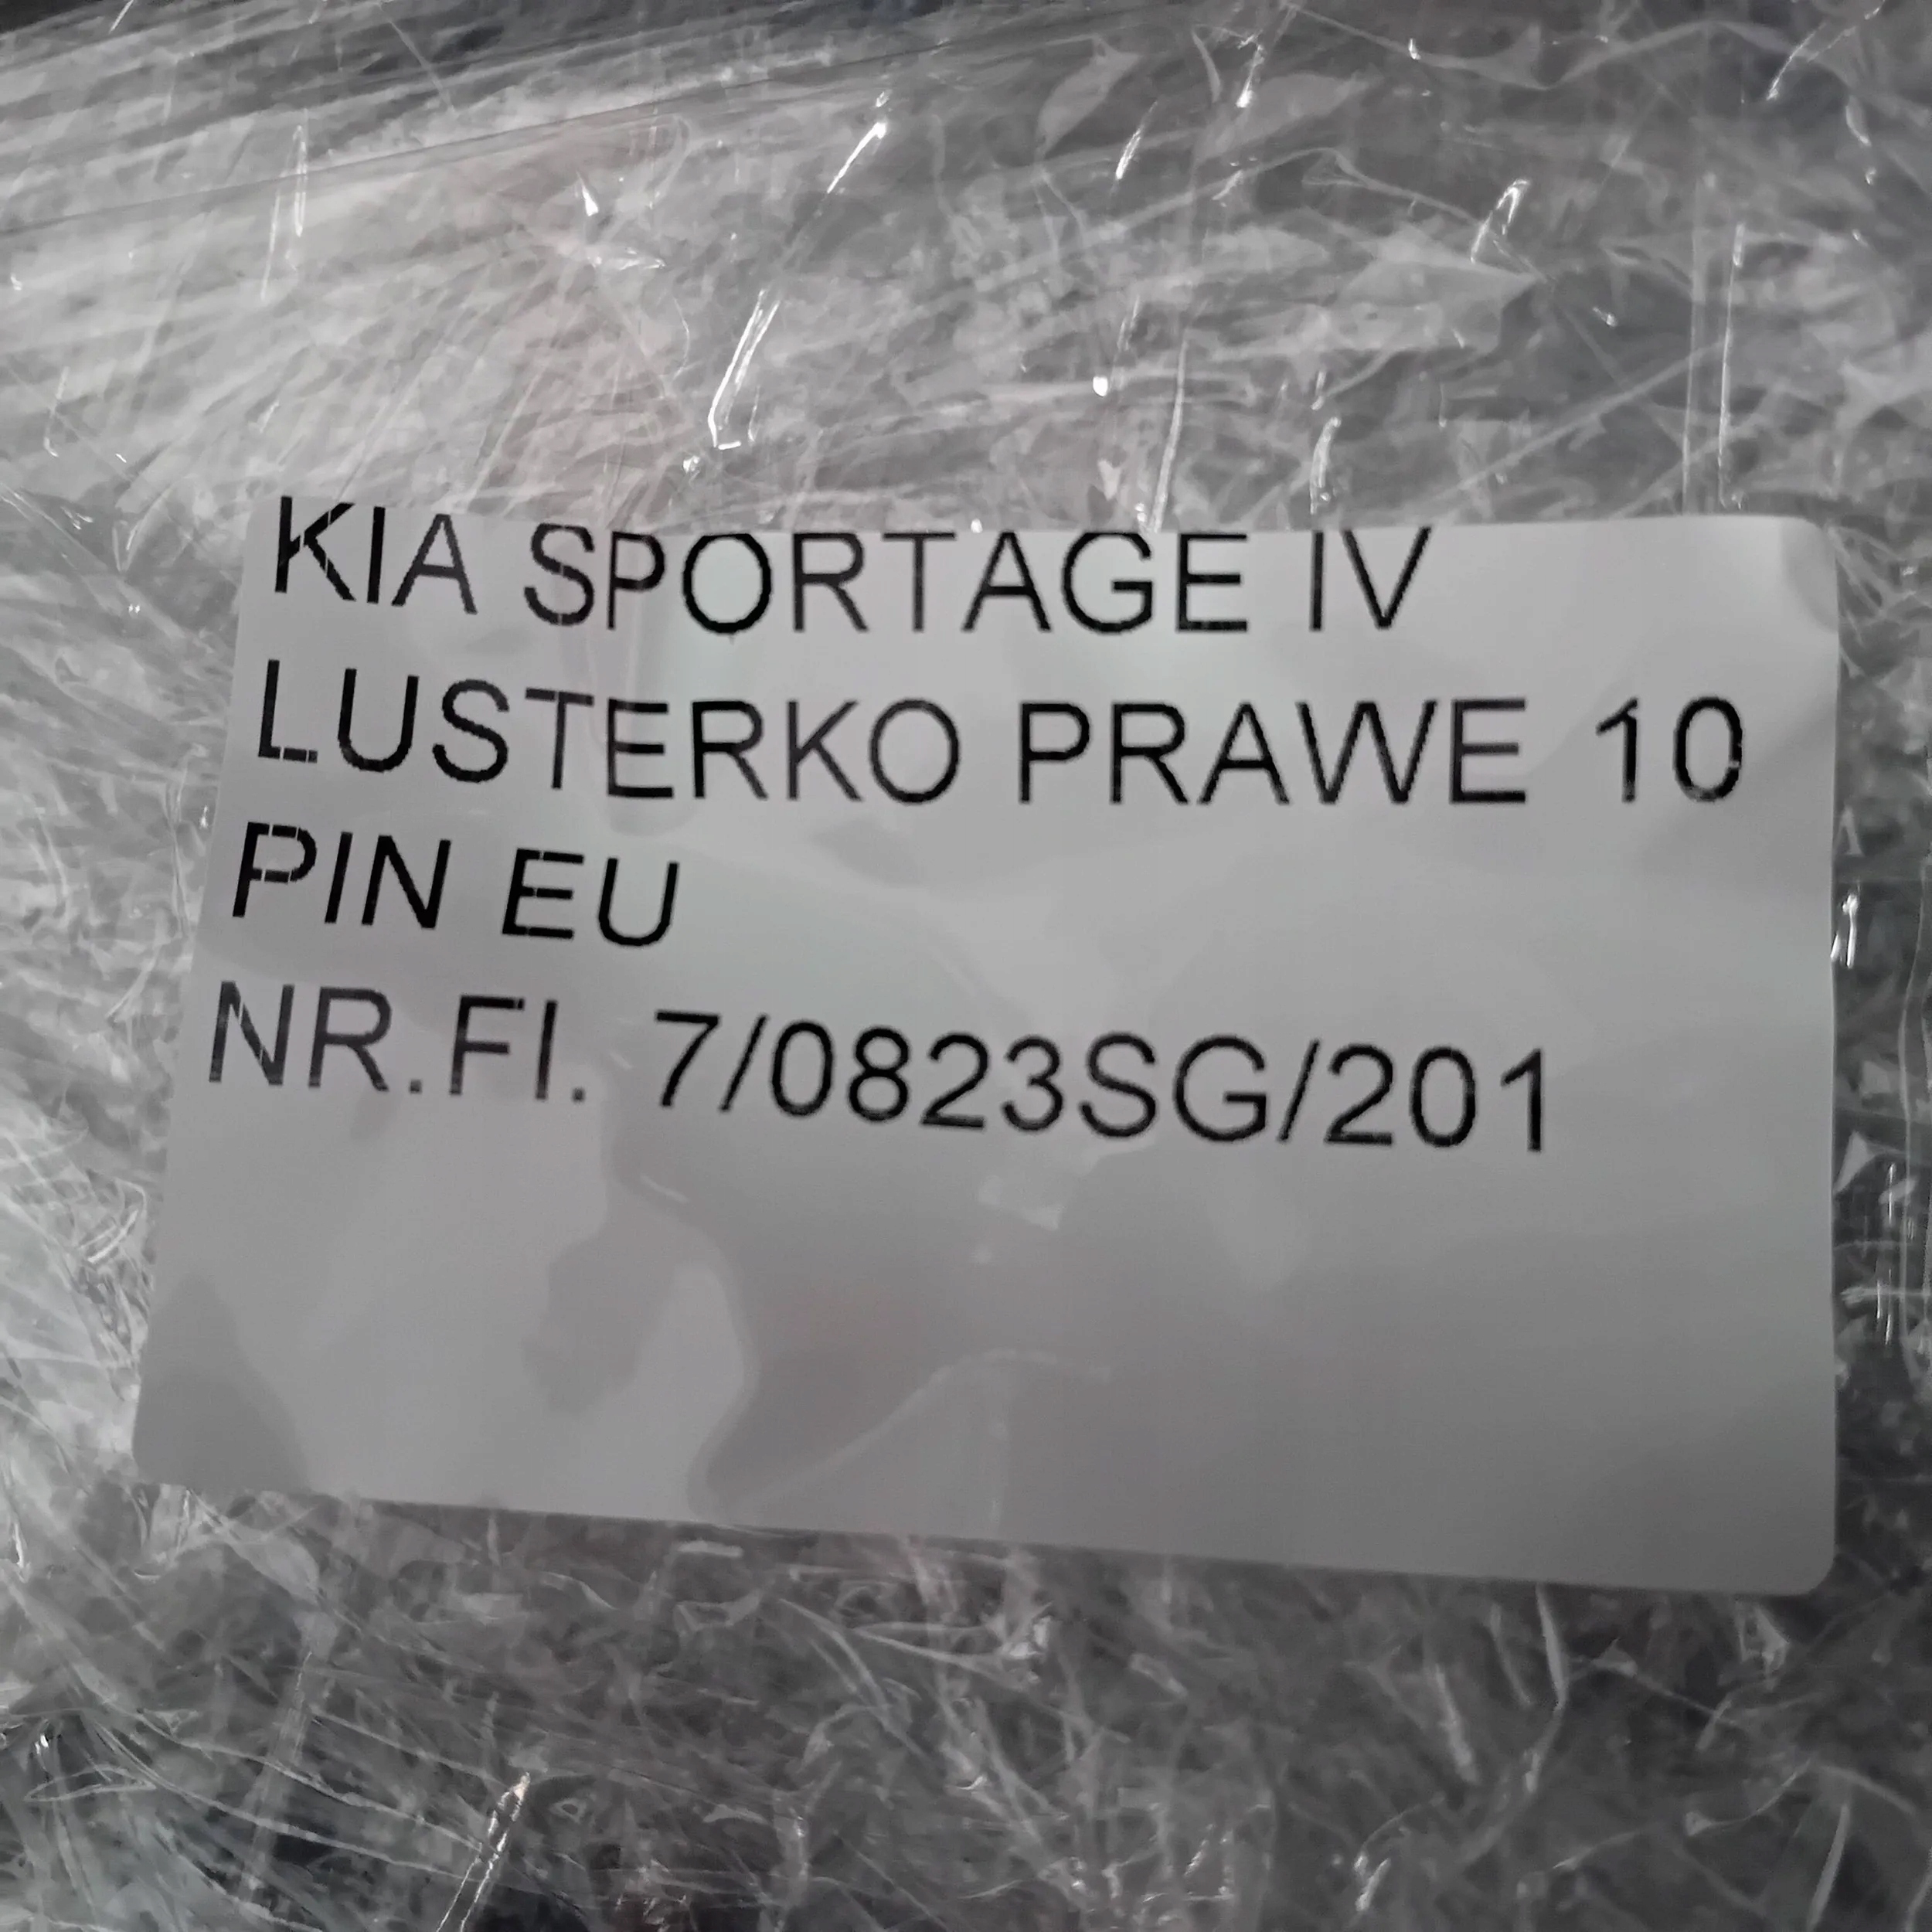 KIA SPORTAGE IV
LUSTERKO PRAWE 10
PIN EU
NR.FI. 7/0823SG/201